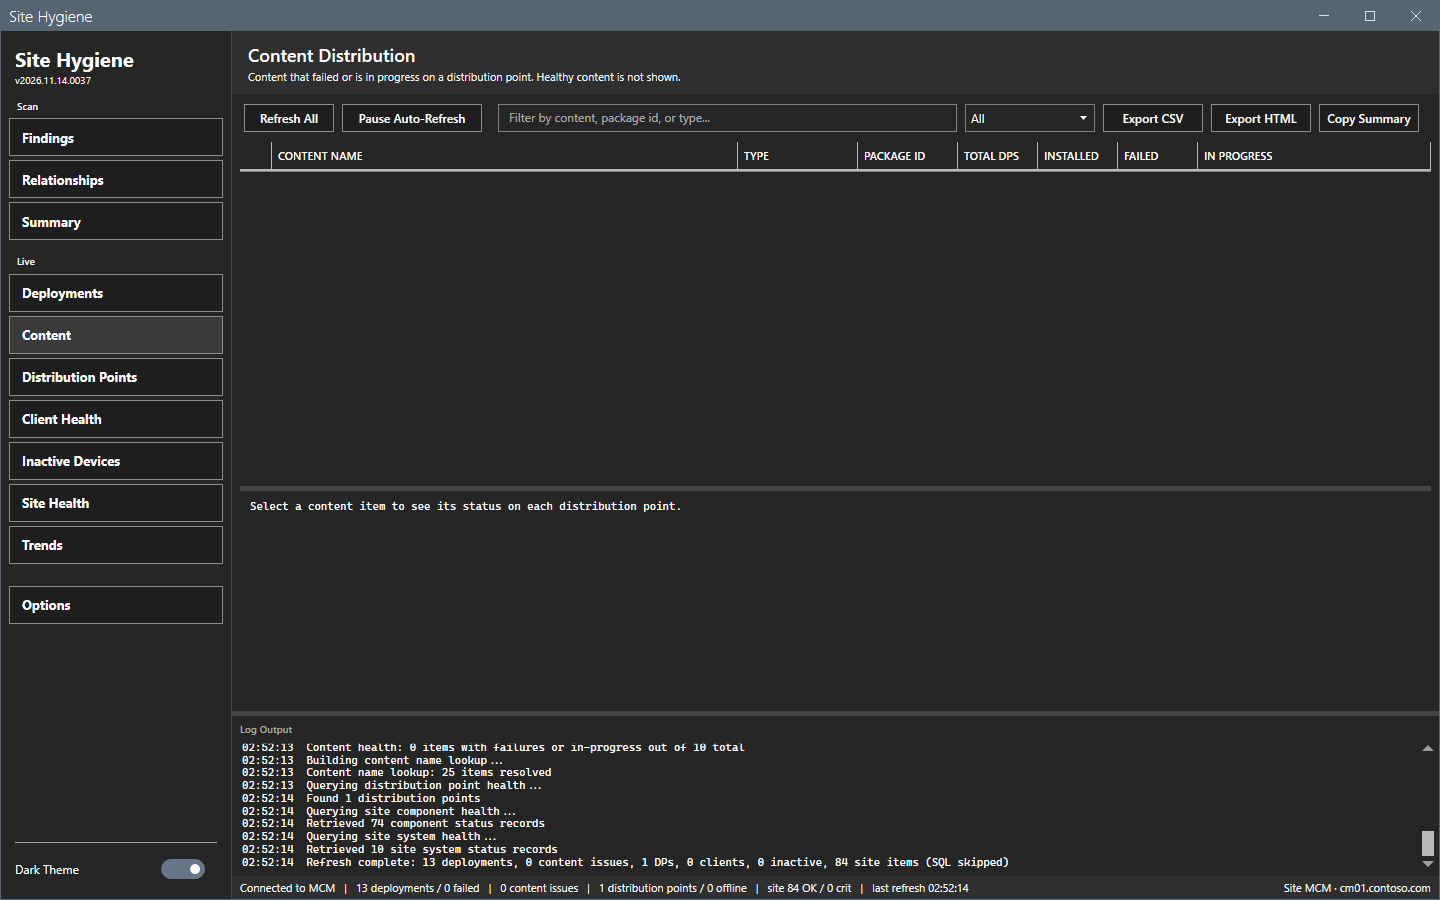 Site Hygiene
Site Hygiene
v2026.11.14.0037
Scan
Findings
Relationships
Summary
Live
Deployments
Content
Distribution Points
Client Health
Inactive Devices
Site Health
Trends
Options
Dark Theme
Content Distribution
Content that failed or is in progress on a distribution point. Healthy content is not shown.
Refresh All
Pause Auto-Refresh
Filter by content, package id, or type...
All
Export CSV
Export HTML
Copy Summary
CONTENT NAME
TYPE
PACKAGE ID
TOTAL DPS
INSTALLED
FAILED
IN PROGRESS
Select a content item to see its status on each distribution point.
Log Output
02:52:13 Content health: 0 items with failures or in-progress out of 10 total
02:52:13 Building content name lookup...
02:52:13 Content name lookup: 25 items resolved
02:52:13 Querying distribution point health...
02:52:14 Found 1 distribution points
02:52:14 Querying site component health...
02:52:14 Retrieved 74 component status records
02:52:14 Querying site system health...
02:52:14 Retrieved 10 site system status records
02:52:14 Refresh complete: 13 deployments, 0 content issues, 1 DPs, 0 clients, 0 inactive, 84 site items (SQL skipped)
Connected to MCM | 13 deployments / 0 failed | 0 content issues | 1 distribution points / 0 offline | site 84 OK / 0 crit | last refresh 02:52:14
Site MCM · cm01.contoso.com